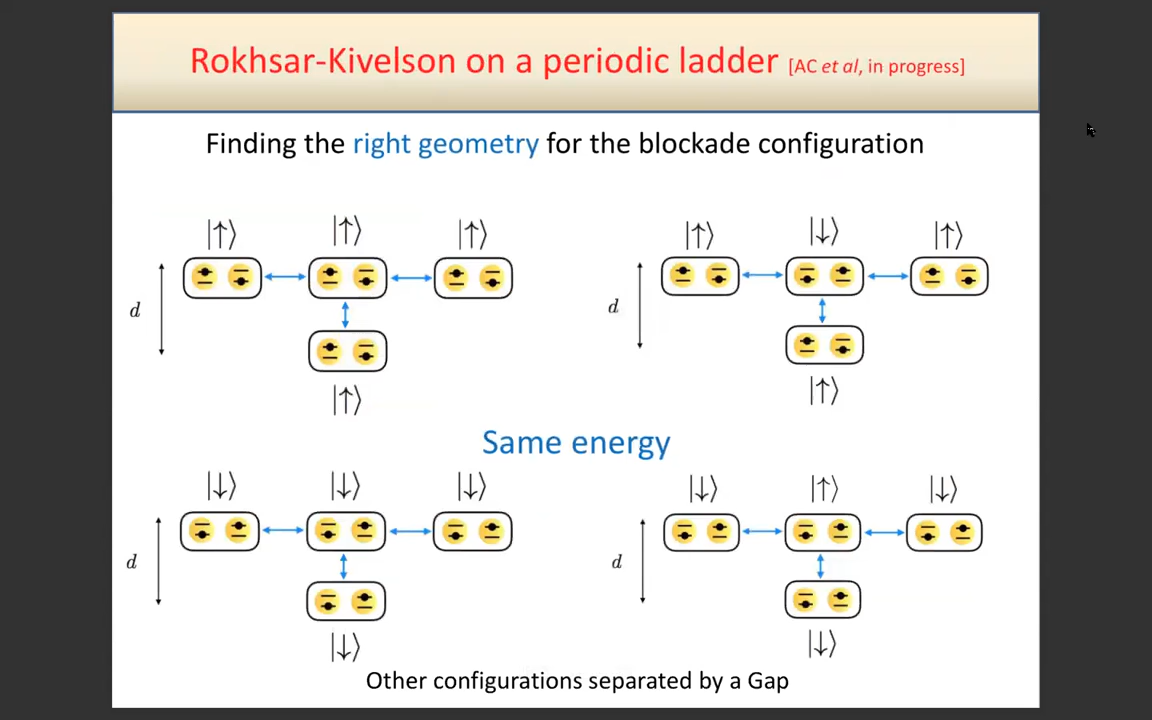 Rokhsar-Kivelson on a periodic ladder [AC et al, in progress]
Finding the right geometry for the blockade configuration
|↑⟩ |↑⟩ |↑⟩ |↑⟩ |↓⟩ |↑⟩
d d
|↑⟩ |↑⟩
Same energy
|↓⟩ |↓⟩ |↓⟩ |↓⟩ |↑⟩ |↓⟩
d d
|↓⟩ |↓⟩
Other configurations separated by a Gap